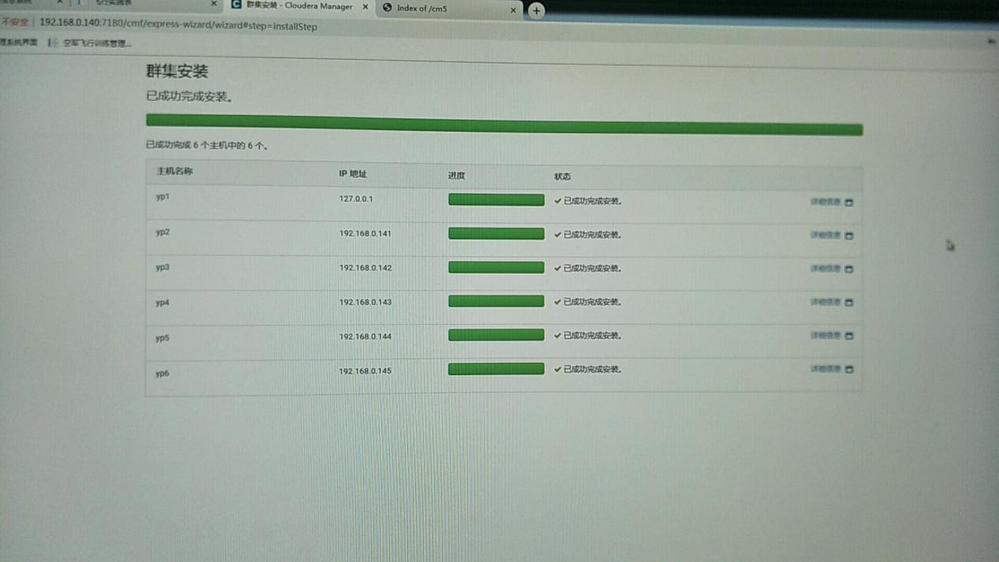 群集安装 - Cloudera Manager
Index of /cm5
不安全 | 192.168.0.140:7180/cmf/express-wizard/wizard#step=installStep
理系统界面 空军飞行训练管理...
群集安装
已成功完成安装。
已成功完成 6 个主机中的 6 个。
主机名称 IP 地址 进度 状态
yp1 127.0.0.1 已成功完成安装。 详细信息
yp2 192.168.0.141 已成功完成安装。 详细信息
yp3 192.168.0.142 已成功完成安装。 详细信息
yp4 192.168.0.143 已成功完成安装。 详细信息
yp5 192.168.0.144 已成功完成安装。 详细信息
yp6 192.168.0.145 已成功完成安装。 详细信息